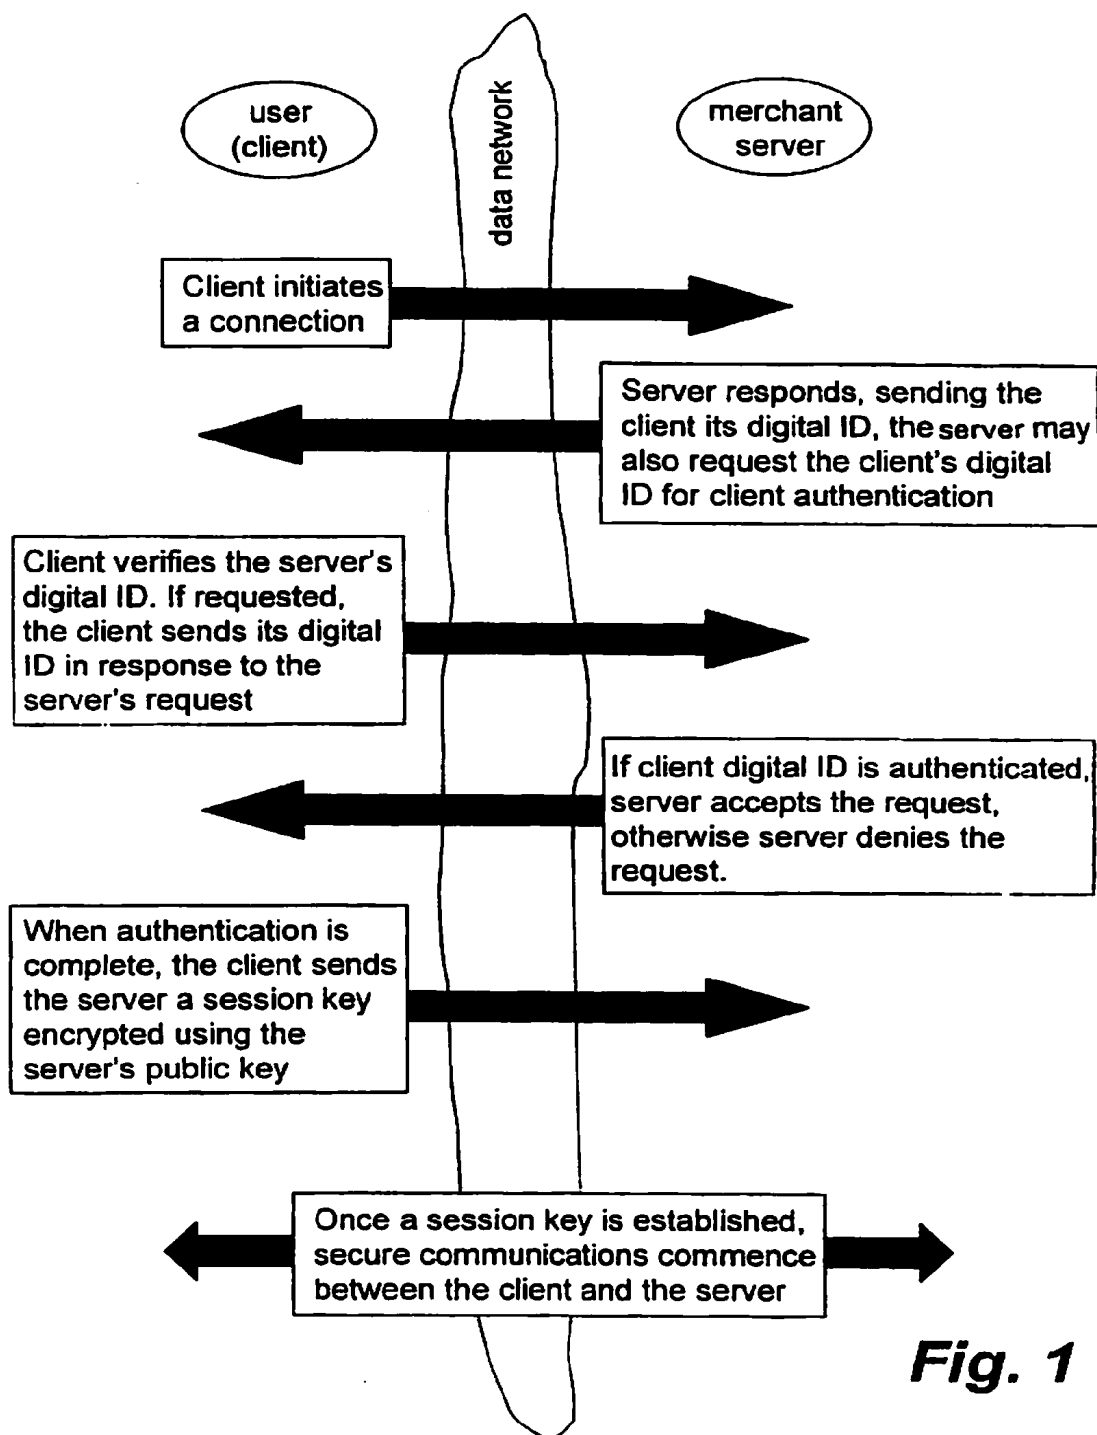 user
(client)
data network
merchant
server
Client initiates
a connection
Server responds, sending the
client its digital ID, the server may
also request the client's digital
ID for client authentication
Client verifies the server's
digital ID. If requested,
the client sends its digital
ID in response to the
server's request
If client digital ID is authenticated,
server accepts the request,
otherwise server denies the
request.
When authentication is
complete, the client sends
the server a session key
encrypted using the
server's public key
Once a session key is established,
secure communications commence
between the client and the server
Fig. 1